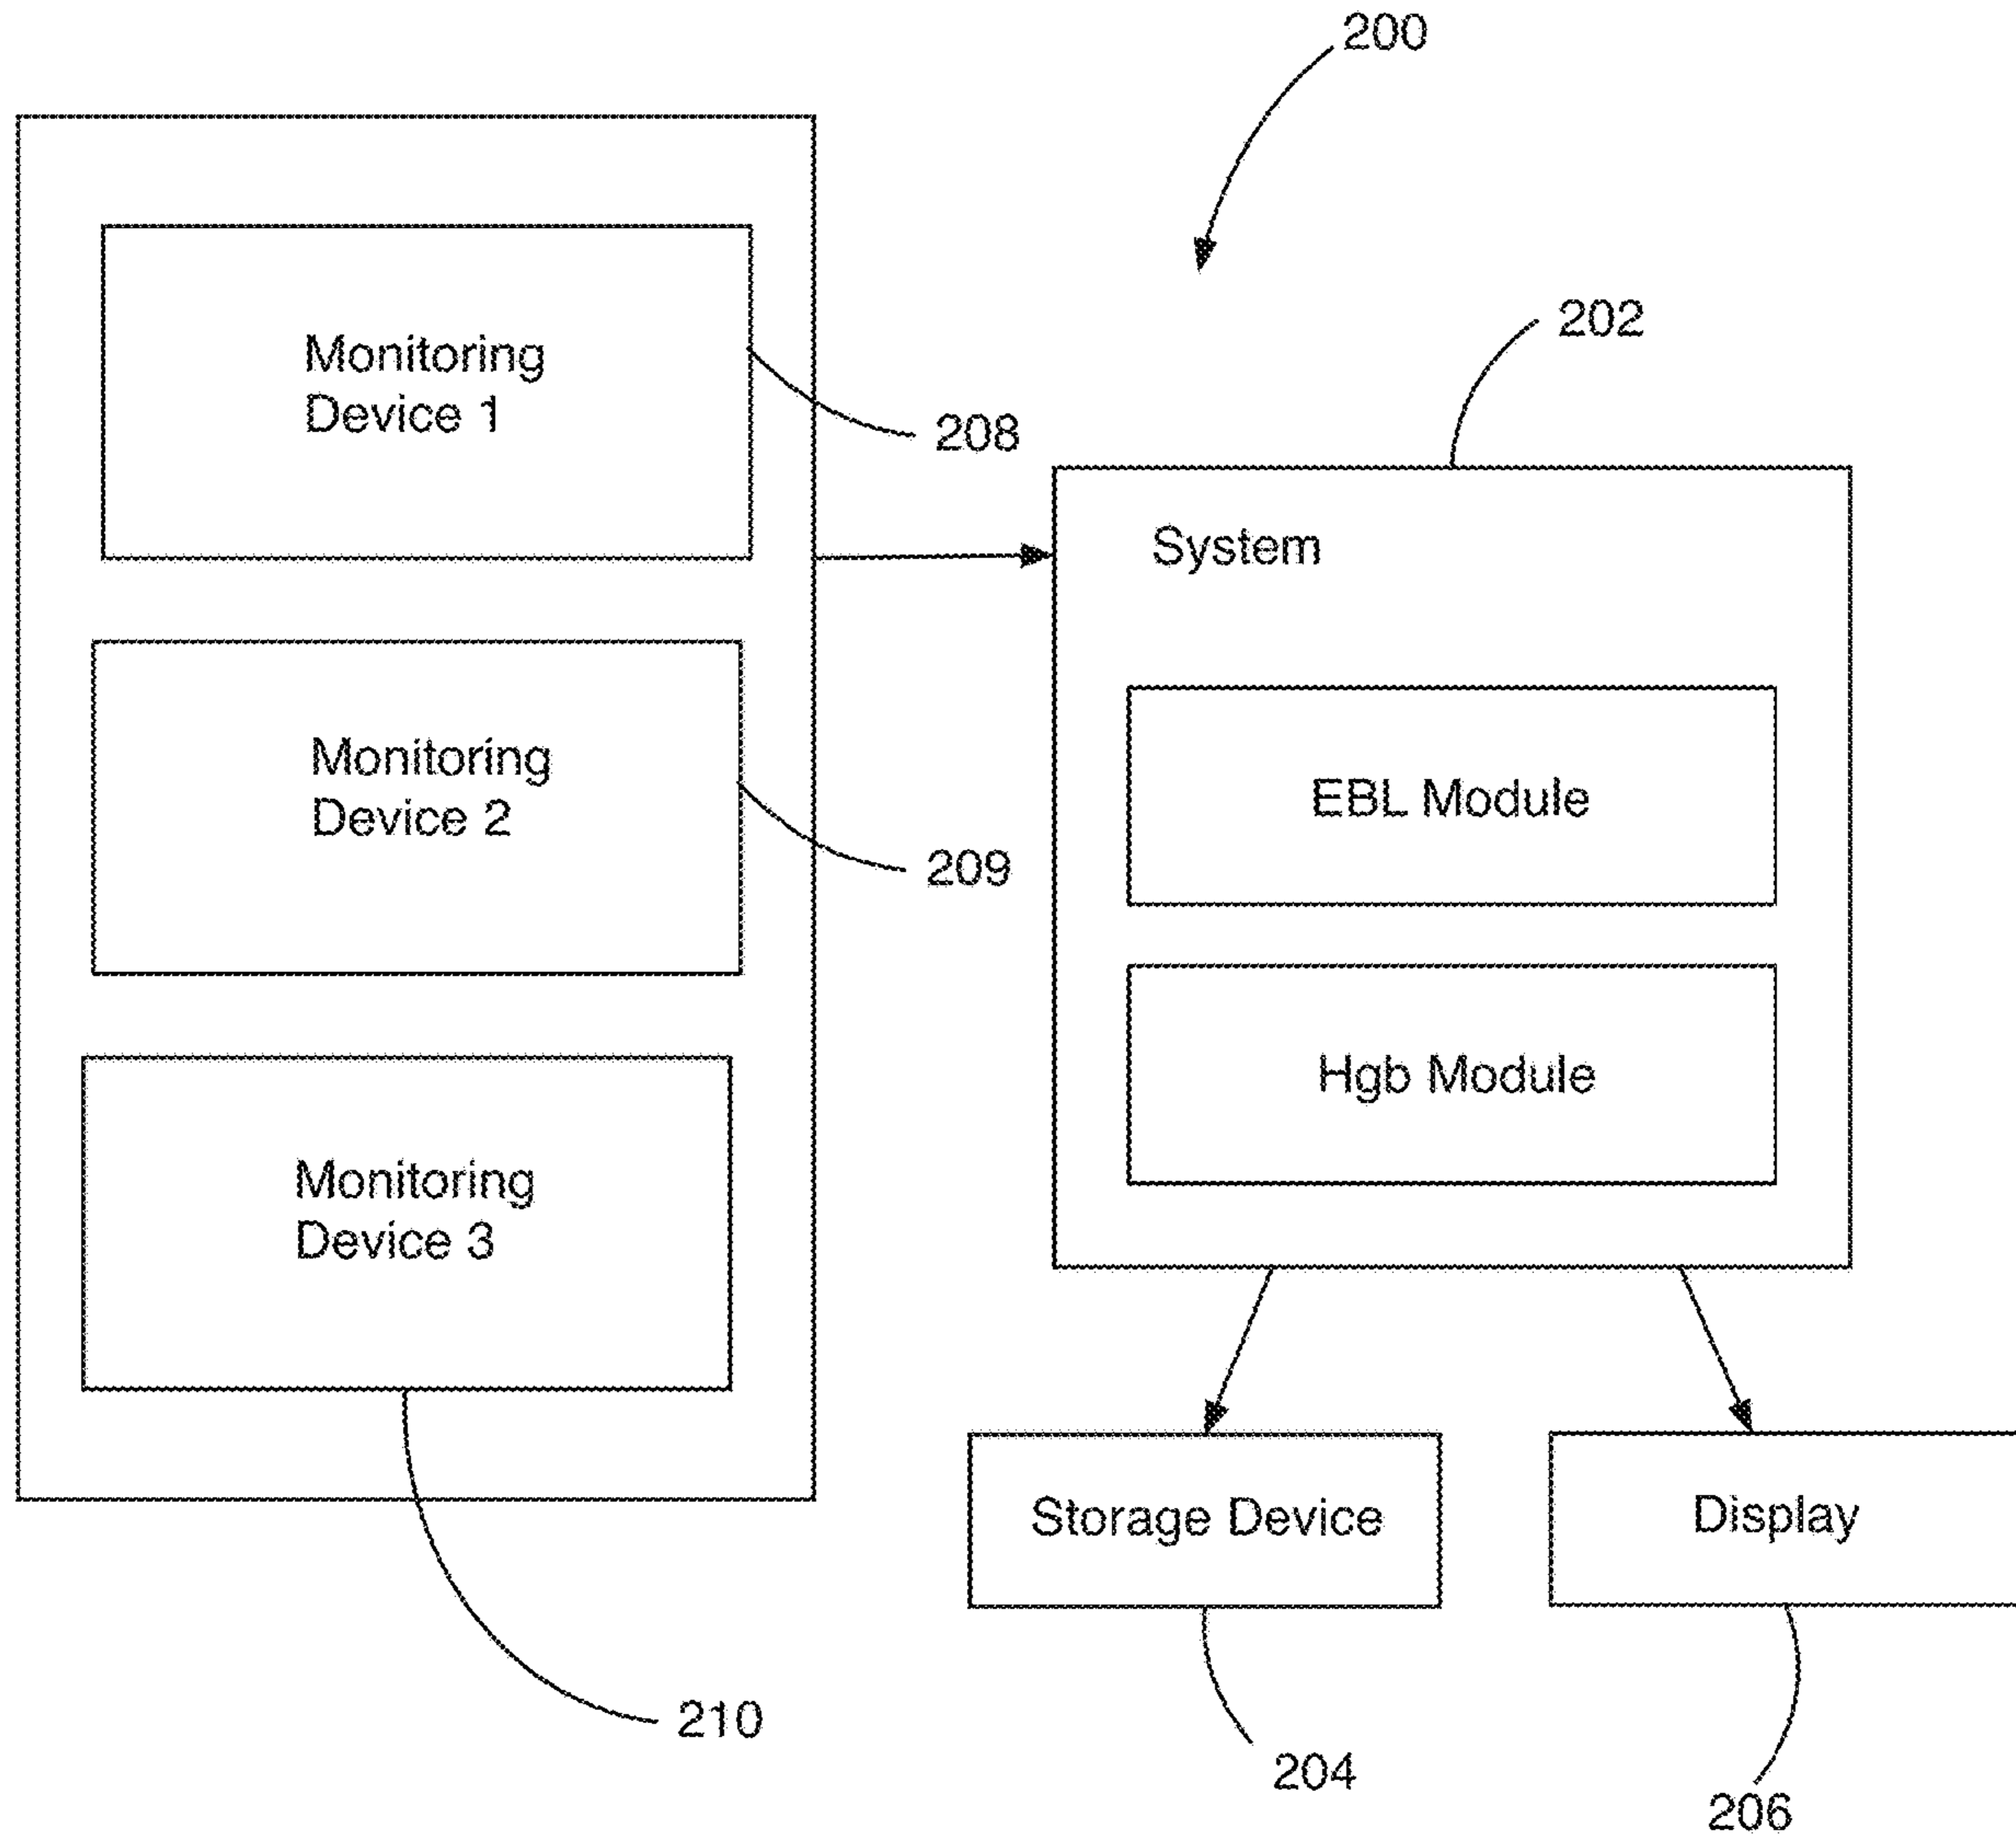 200
Monitoring
Device 1
208
202
System
Monitoring
Device 2
209
EBL Module
Hgb Module
Monitoring
Device 3
210
Storage Device
204
Display
206